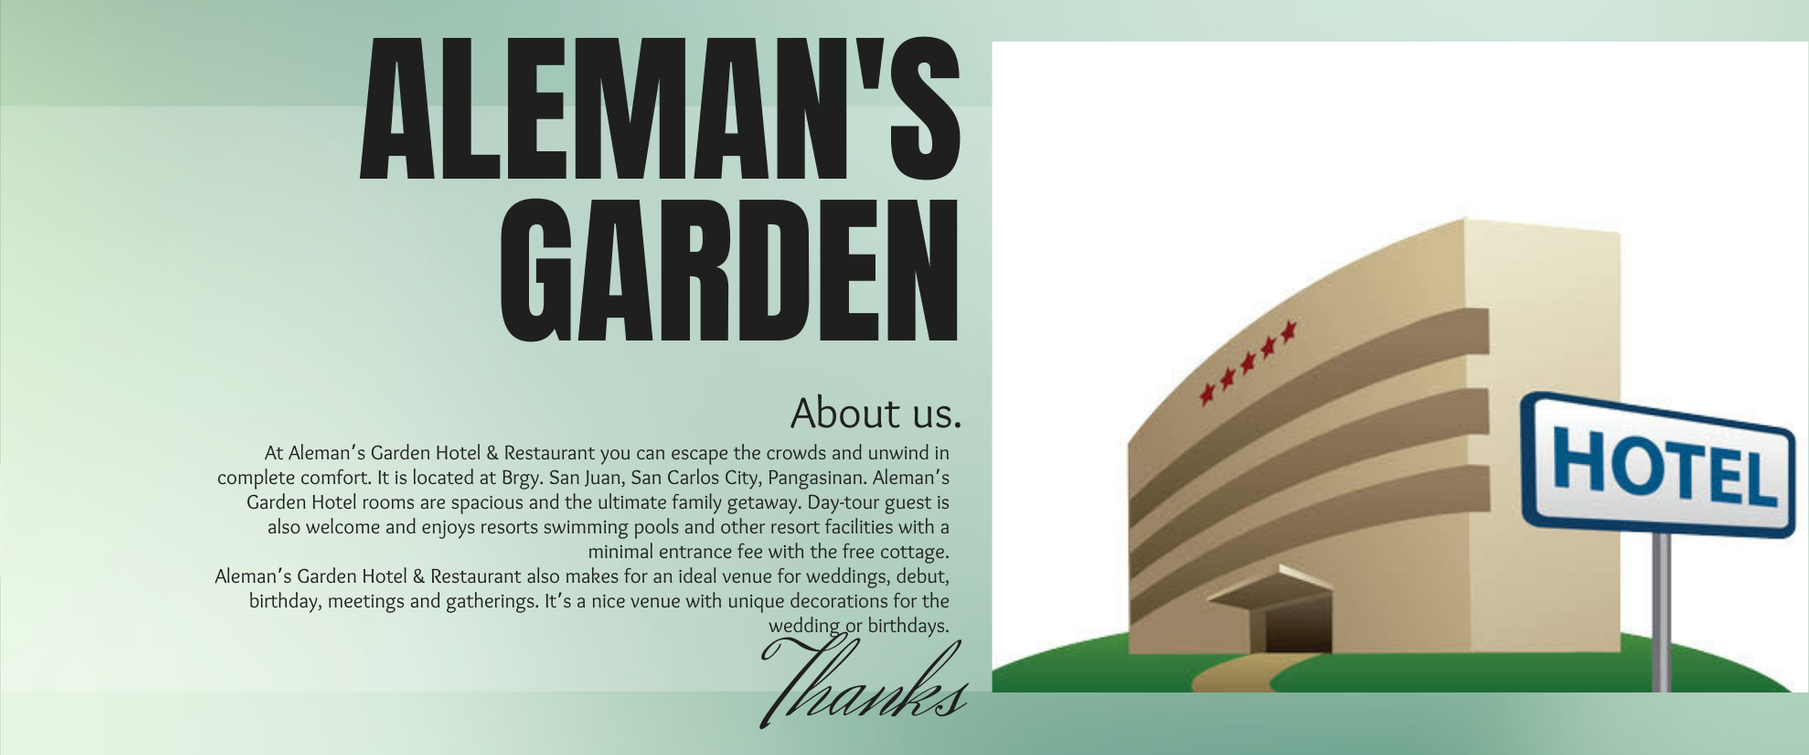 ALEMAN'S
GARDEN
About us.
At Aleman's Garden Hotel & Restaurant you can escape the crowds and unwind in
complete comfort. It is located at Brgy. San Juan, San Carlos City, Pangasinan. Aleman's
Garden Hotel rooms are spacious and the ultimate family getaway. Day-tour guest is
also welcome and enjoys resorts swimming pools and other resort facilities with a
minimal entrance fee with the free cottage.
Aleman's Garden Hotel & Restaurant also makes for an ideal venue for weddings, debut,
birthday, meetings and gatherings. It's a nice venue with unique decorations for the
wedding or birthdays.
Thanks
HOTEL